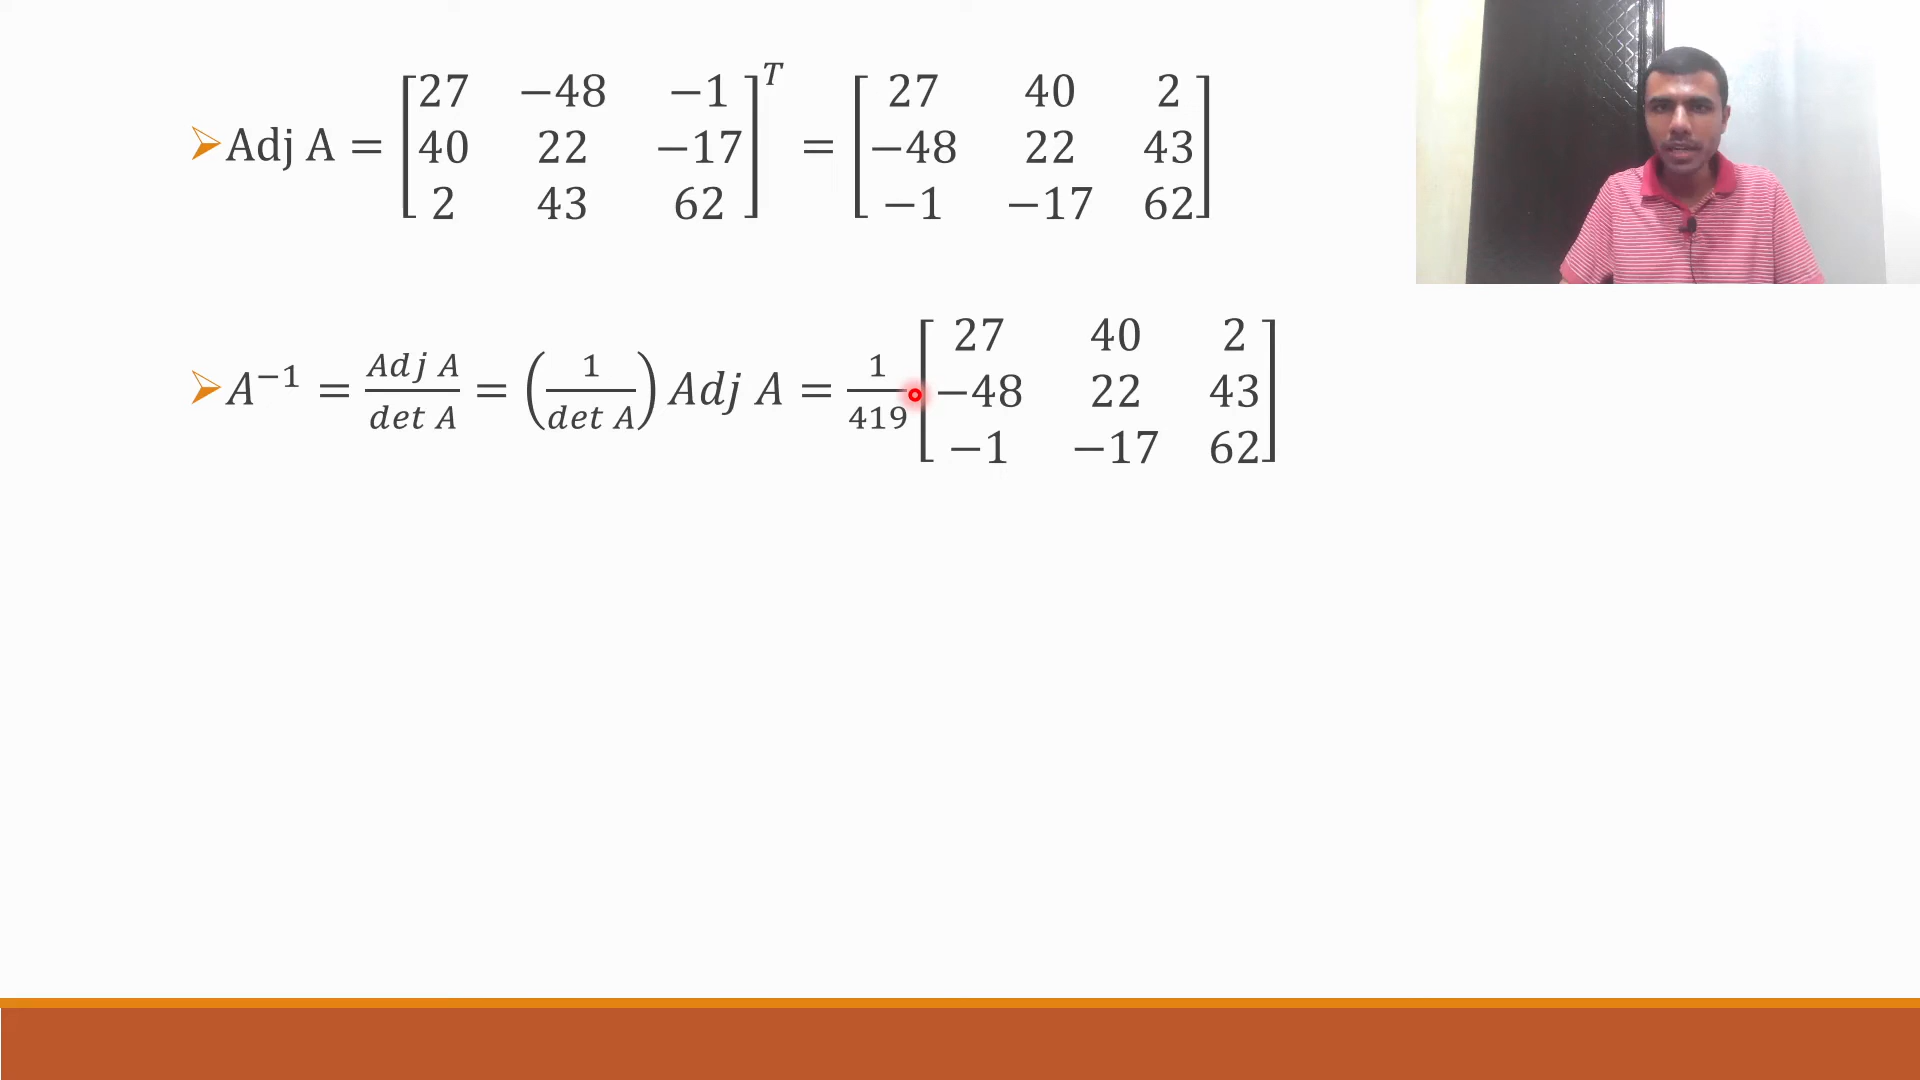 Adj A = [27 −48 −1; 40 22 −17; 2 43 62]^T = [27 40 2; −48 22 43; −1 −17 62]
A^−1 = Adj A / det A = (1 / det A) Adj A = 1/419 [27 40 2; −48 22 43; −1 −17 62]